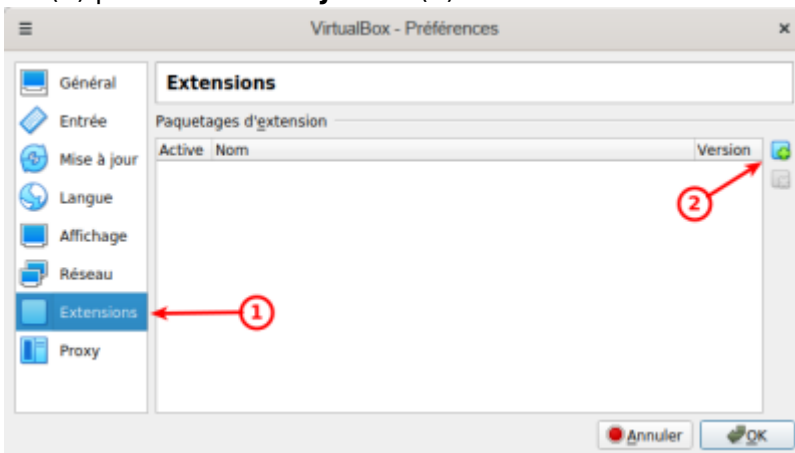 VirtualBox - Préférences
Général
Entrée
Mise à jour
Langue
Affichage
Réseau
Extensions
Proxy
Extensions
Paquetages d'extension
Active Nom Version
2
1
Annuler OK